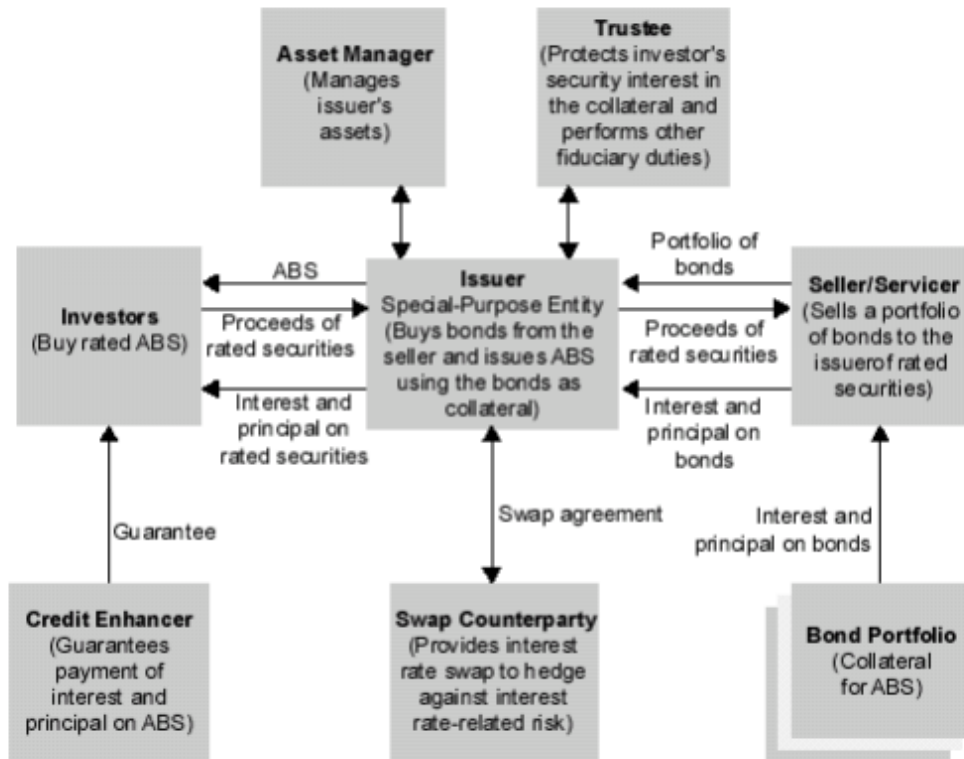 Asset Manager
(Manages
issuer's
assets)
Trustee
(Protects investor's
security interest in
the collateral and
performs other
fiduciary duties)
Investors
(Buy rated ABS)
ABS
Proceeds of
rated securities
Interest and
principal on
rated securities
Issuer
Special-Purpose Entity
(Buys bonds from the
seller and issues ABS
using the bonds as
collateral)
Portfolio of
bonds
Proceeds of
rated securities
Interest and
principal on
bonds
Seller/Servicer
(Sells a portfolio
of bonds to the
issuerof rated
securities)
Guarantee
Swap agreement
Interest and
principal on bonds
Credit Enhancer
(Guarantees
payment of
interest and
principal on ABS)
Swap Counterparty
(Provides interest
rate swap to hedge
against interest
rate-related risk)
Bond Portfolio
(Collateral
for ABS)